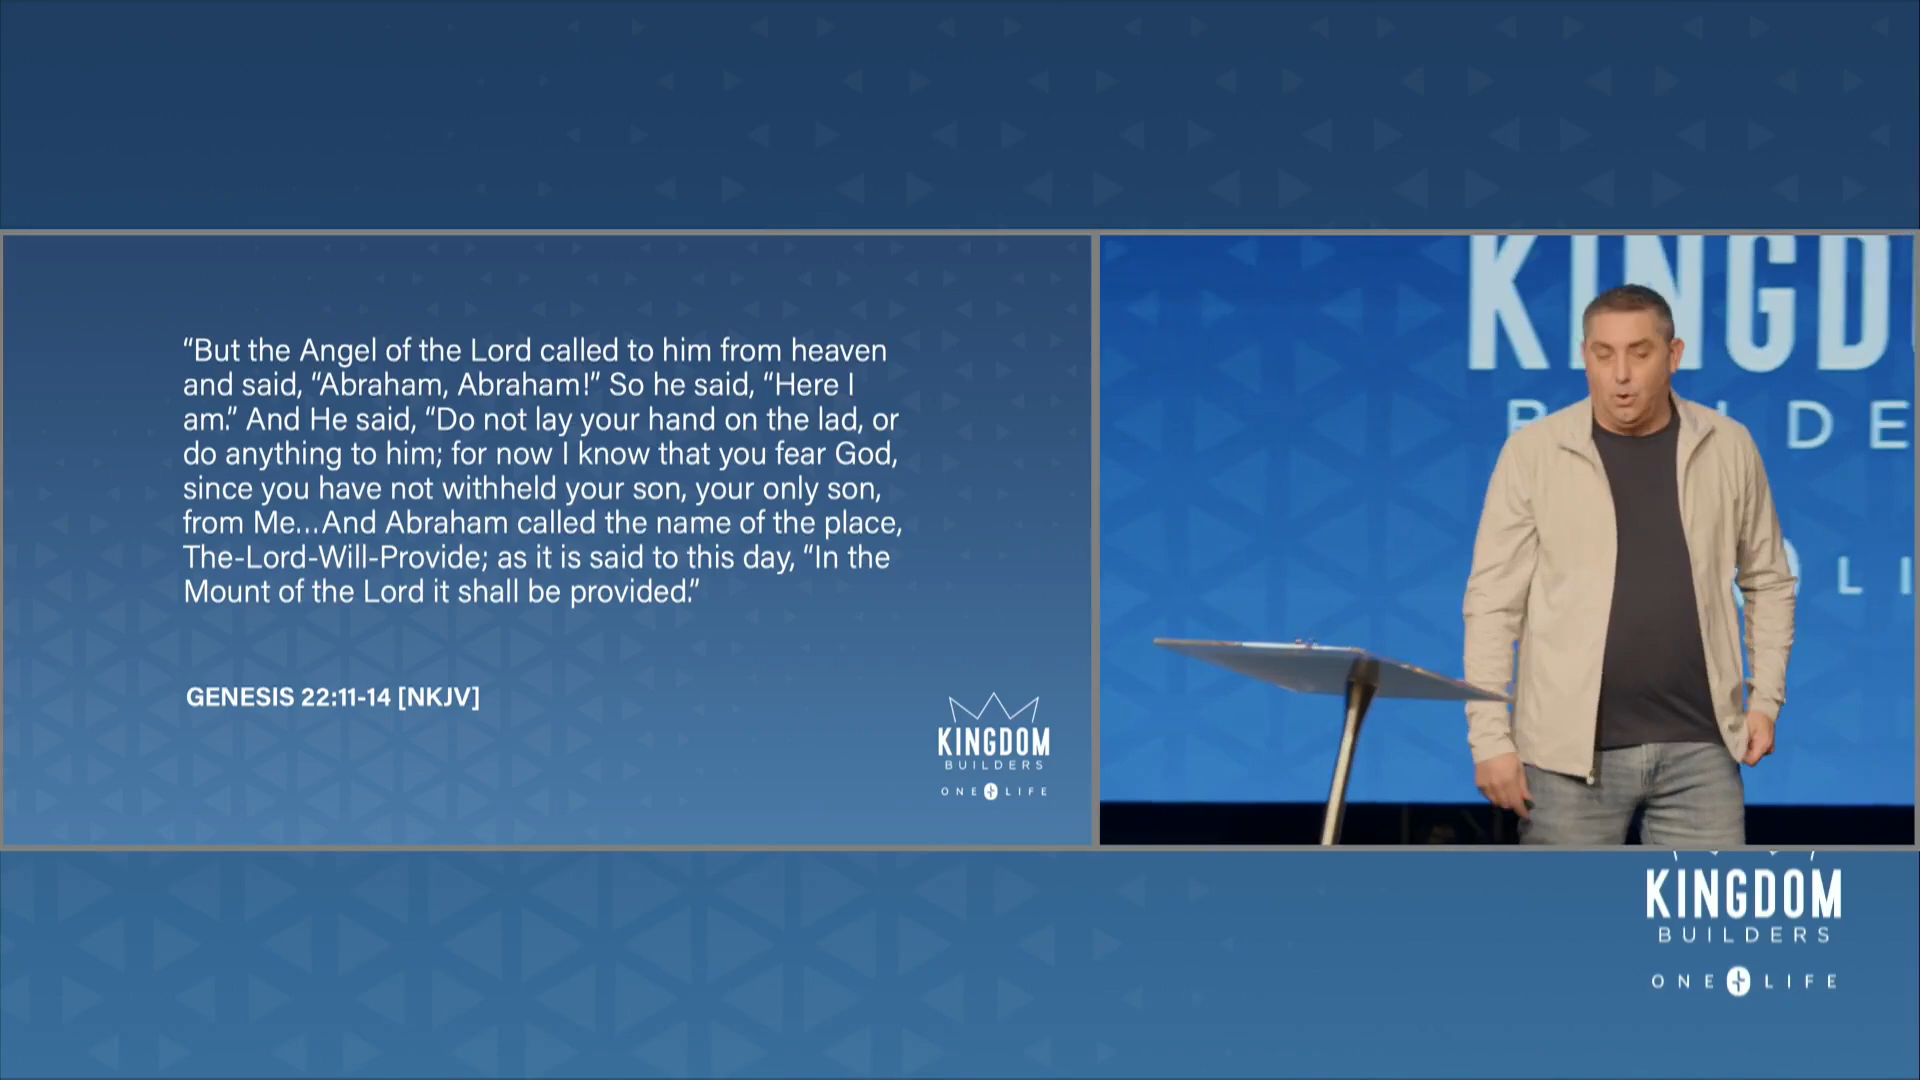 “But the Angel of the Lord called to him from heaven
and said, “Abraham, Abraham!” So he said, “Here I
am.” And He said, “Do not lay your hand on the lad, or
do anything to him; for now I know that you fear God,
since you have not withheld your son, your only son,
from Me...And Abraham called the name of the place,
The-Lord-Will-Provide; as it is said to this day, “In the
Mount of the Lord it shall be provided.”
GENESIS 22:11-14 [NKJV]
KINGDOM
BUILDERS
ONE LIFE
KINGD
B LDE
LI
KINGDOM
BUILDERS
ONE LIFE